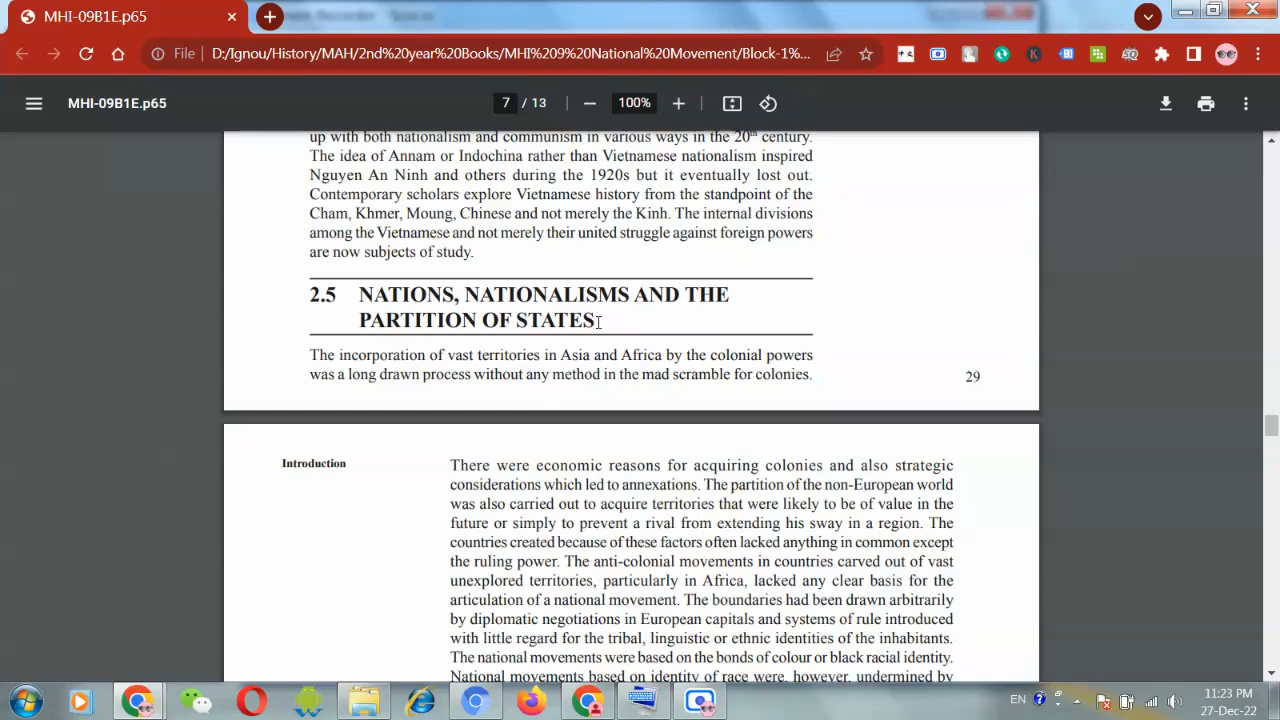 MHI-09B1E.p65
File
D:/Ignou/History/MAH/2nd%20year%20Books/MHI%209%20National%20Movement/Block-1%...
MHI-09B1E.p65
7 / 13
100%
up with both nationalism and communism in various ways in the 20th century.
The idea of Annam or Indochina rather than Vietnamese nationalism inspired
Nguyen An Ninh and others during the 1920s but it eventually lost out.
Contemporary scholars explore Vietnamese history from the standpoint of the
Cham, Khmer, Moung, Chinese and not merely the Kinh. The internal divisions
among the Vietnamese and not merely their united struggle against foreign powers
are now subjects of study.
2.5 NATIONS, NATIONALISMS AND THE
PARTITION OF STATES
The incorporation of vast territories in Asia and Africa by the colonial powers
was a long drawn process without any method in the mad scramble for colonies.
29
Introduction
There were economic reasons for acquiring colonies and also strategic
considerations which led to annexations. The partition of the non-European world
was also carried out to acquire territories that were likely to be of value in the
future or simply to prevent a rival from extending his sway in a region. The
countries created because of these factors often lacked anything in common except
the ruling power. The anti-colonial movements in countries carved out of vast
unexplored territories, particularly in Africa, lacked any clear basis for the
articulation of a national movement. The boundaries had been drawn arbitrarily
by diplomatic negotiations in European capitals and systems of rule introduced
with little regard for the tribal, linguistic or ethnic identities of the inhabitants.
The national movements were based on the bonds of colour or black racial identity.
National movements based on identity of race were, however, undermined by
EN
11:23 PM
27-Dec-22